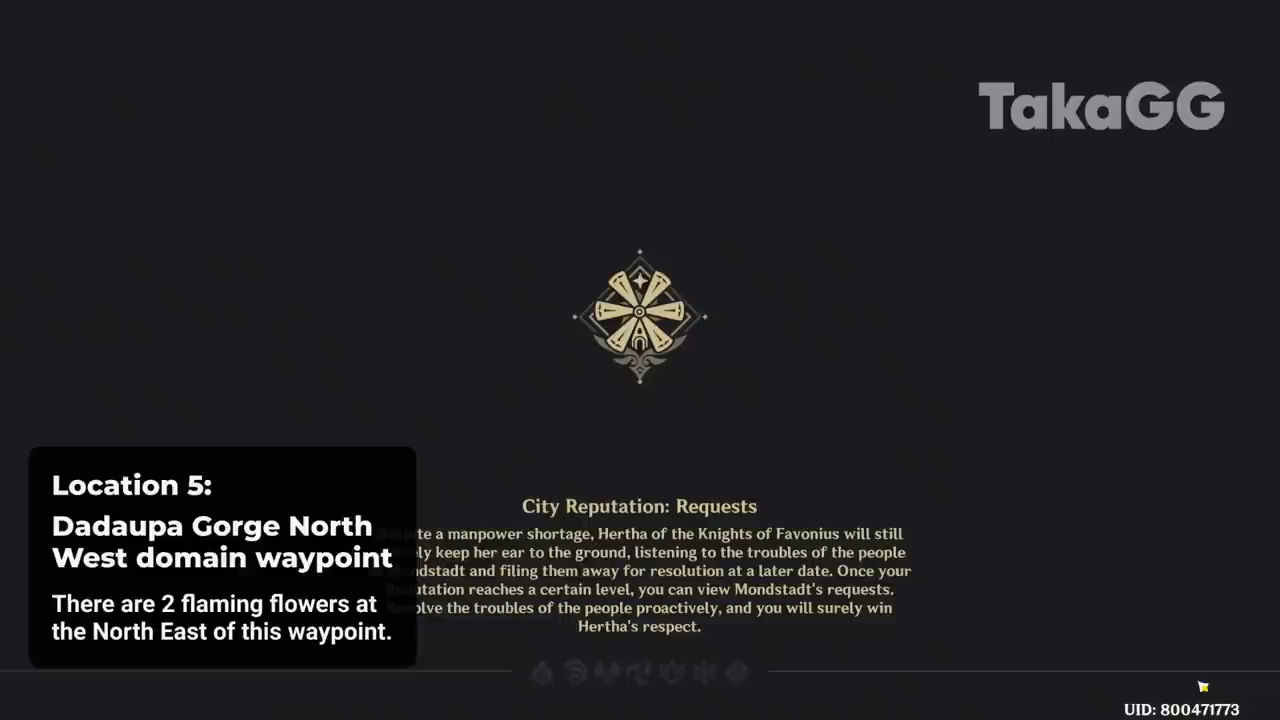 TakaGG
Location 5:
Dadaupa Gorge North
West domain waypoint
There are 2 flaming flowers at
the North East of this waypoint.
City Reputation: Requests
a manpower shortage, Hertha of the Knights of Favonius will still
keep her ear to the ground, listening to the troubles of the people
and filing them away for resolution at a later date. Once your
reaches a certain level, you can view Mondstadt's requests.
the troubles of the people proactively, and you will surely win
Hertha's respect.
UID: 800471773